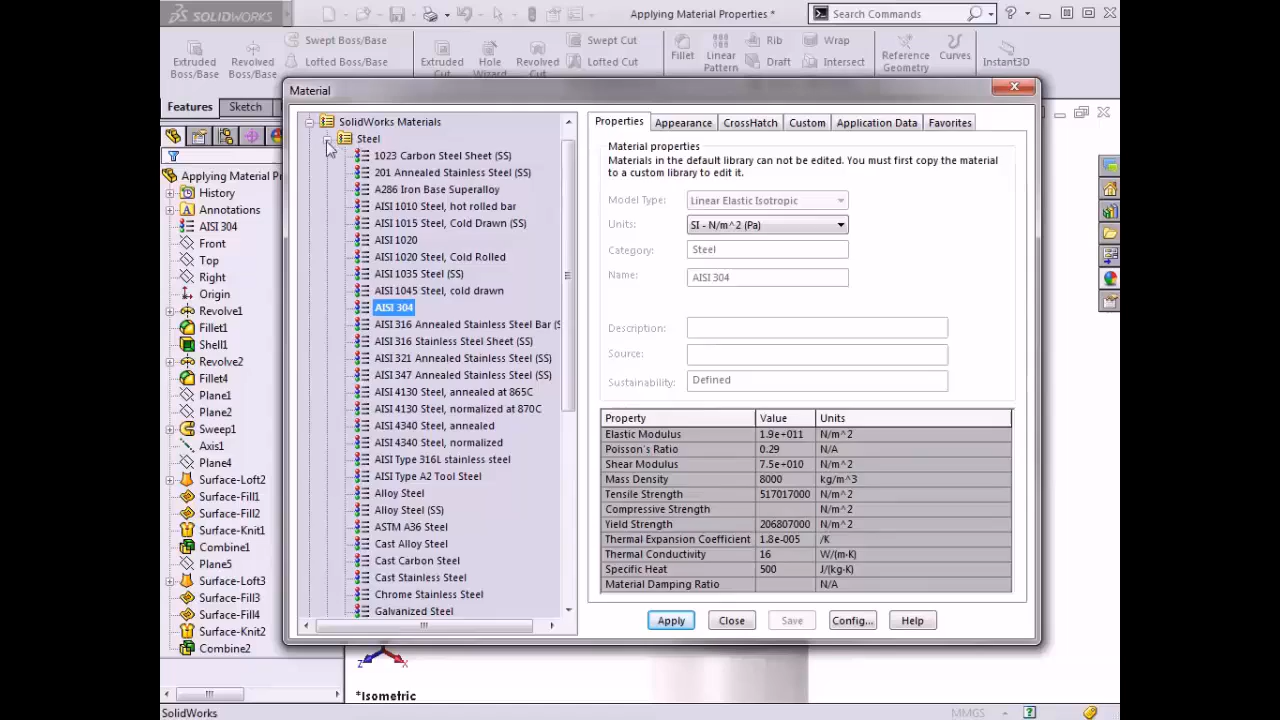 SOLIDWORKS
Applying Material Properties *
Search Commands
Extruded Boss/Base
Revolved Boss/Base
Swept Boss/Base
Lofted Boss/Base
Extruded Cut
Hole Wizard
Revolved Cut
Swept Cut
Lofted Cut
Fillet
Linear Pattern
Rib
Draft
Wrap
Intersect
Reference Geometry
Curves
Instant3D
Features
Sketch
Applying Material P
History
Annotations
AISI 304
Front
Top
Right
Origin
Revolve1
Fillet1
Shell1
Revolve2
Fillet4
Plane1
Plane2
Sweep1
Axis1
Plane4
Surface-Loft2
Surface-Fill1
Surface-Fill2
Surface-Knit1
Combine1
Plane5
Surface-Loft3
Surface-Fill3
Surface-Fill4
Surface-Knit2
Combine2
Material
SolidWorks Materials
Steel
1023 Carbon Steel Sheet (SS)
201 Annealed Stainless Steel (SS)
A286 Iron Base Superalloy
AISI 1010 Steel, hot rolled bar
AISI 1015 Steel, Cold Drawn (SS)
AISI 1020
AISI 1020 Steel, Cold Rolled
AISI 1035 Steel (SS)
AISI 1045 Steel, cold drawn
AISI 304
AISI 316 Annealed Stainless Steel Bar (S
AISI 316 Stainless Steel Sheet (SS)
AISI 321 Annealed Stainless Steel (SS)
AISI 347 Annealed Stainless Steel (SS)
AISI 4130 Steel, annealed at 865C
AISI 4130 Steel, normalized at 870C
AISI 4340 Steel, annealed
AISI 4340 Steel, normalized
AISI Type 316L stainless steel
AISI Type A2 Tool Steel
Alloy Steel
Alloy Steel (SS)
ASTM A36 Steel
Cast Alloy Steel
Cast Carbon Steel
Cast Stainless Steel
Chrome Stainless Steel
Galvanized Steel
Properties
Appearance
CrossHatch
Custom
Application Data
Favorites
Material properties
Materials in the default library can not be edited. You must first copy the material
to a custom library to edit it.
Model Type: Linear Elastic Isotropic
Units: SI - N/m^2 (Pa)
Category: Steel
Name: AISI 304
Description:
Source:
Sustainability: Defined
Property Value Units
Elastic Modulus 1.9e+011 N/m^2
Poisson's Ratio 0.29 N/A
Shear Modulus 7.5e+010 N/m^2
Mass Density 8000 kg/m^3
Tensile Strength 517017000 N/m^2
Compressive Strength N/m^2
Yield Strength 206807000 N/m^2
Thermal Expansion Coefficient 1.8e-005 /K
Thermal Conductivity 16 W/(m·K)
Specific Heat 500 J/(kg·K)
Material Damping Ratio N/A
Apply
Close
Save
Config...
Help
Z X
*Isometric
SolidWorks
MMGS